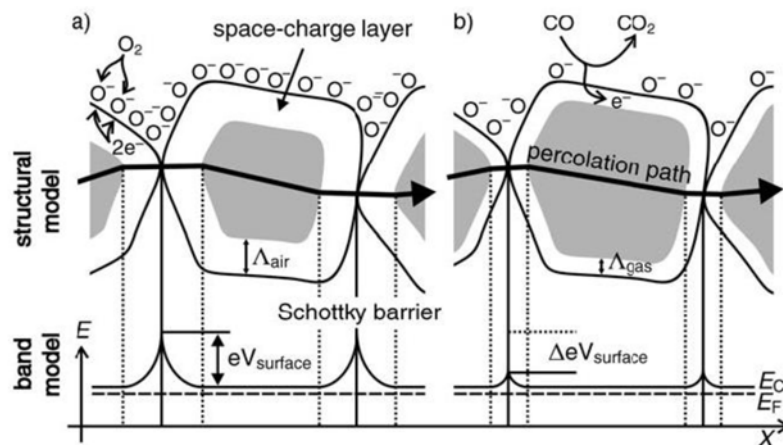 a)
b)
O₂
space-charge layer
CO
CO₂
O⁻ O⁻ O⁻ O⁻ O⁻ ⁻O O⁻ O⁻ O⁻ O⁻ O⁻ ⁻O
O⁻ O⁻ O⁻ O⁻ O⁻ ⁻O
2e⁻
e⁻
structural
model
percolation path
Λair
Λgas
Schottky barrier
E
band
model
eVsurface
ΔeVsurface
EC
EF
X